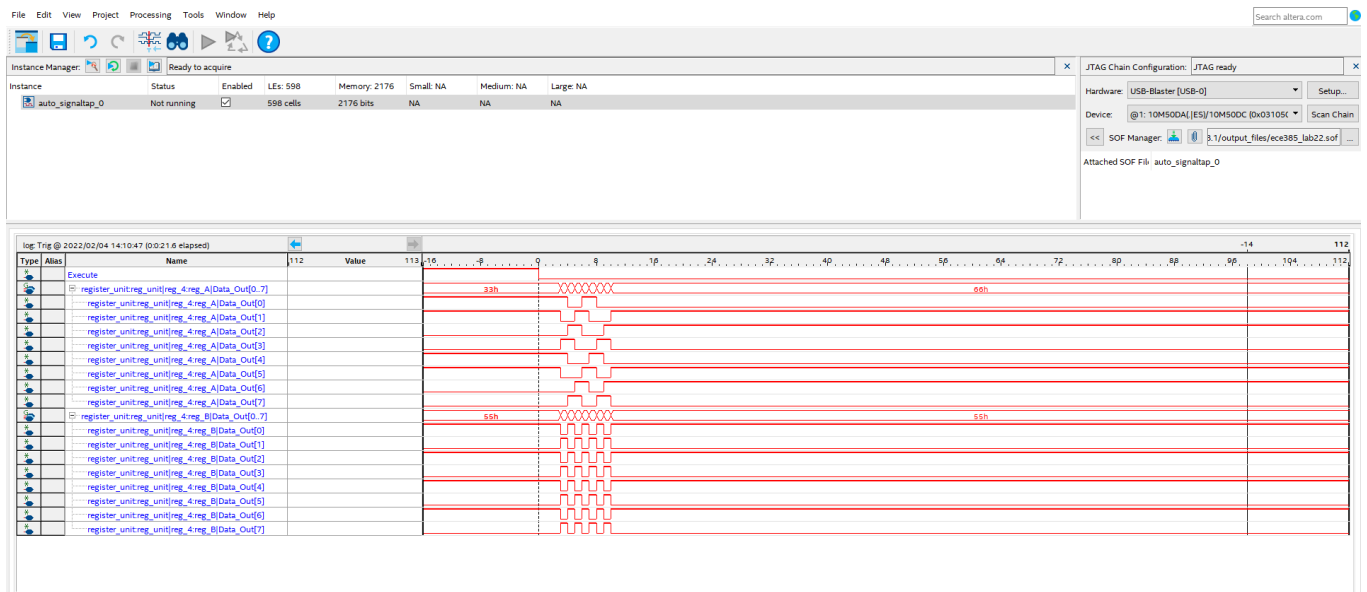 File Edit View Project Processing Tools Window Help
Search altera.com
Instance Manager: Ready to acquire
Instance Status Enabled LEs: 598 Memory: 2176 Small: NA Medium: NA Large: NA
auto_signaltap_0 Not running 598 cells 2176 bits NA NA NA
JTAG Chain Configuration: JTAG ready
Hardware: USB-Blaster [USB-0] Setup...
Device: @1: 10M50DA(.|ES)/10M50DC (0x03105( Scan Chain
<< SOF Manager: 3.1/output_files/ece385_lab22.sof ...
Attached SOF Fil auto_signaltap_0
log: Trig @ 2022/02/04 14:10:47 (0:0:21.6 elapsed) -14 112
Type Alias Name 112 Value 113 -16 -8 0 8 16 24 32 40 48 56 64 72 80 88 96 104 112
Execute
register_unit:reg_unit|reg_4:reg_A|Data_Out[0..7] 33h 66h
register_unit:reg_unit|reg_4:reg_A|Data_Out[0]
register_unit:reg_unit|reg_4:reg_A|Data_Out[1]
register_unit:reg_unit|reg_4:reg_A|Data_Out[2]
register_unit:reg_unit|reg_4:reg_A|Data_Out[3]
register_unit:reg_unit|reg_4:reg_A|Data_Out[4]
register_unit:reg_unit|reg_4:reg_A|Data_Out[5]
register_unit:reg_unit|reg_4:reg_A|Data_Out[6]
register_unit:reg_unit|reg_4:reg_A|Data_Out[7]
register_unit:reg_unit|reg_4:reg_B|Data_Out[0..7] 55h 55h
register_unit:reg_unit|reg_4:reg_B|Data_Out[0]
register_unit:reg_unit|reg_4:reg_B|Data_Out[1]
register_unit:reg_unit|reg_4:reg_B|Data_Out[2]
register_unit:reg_unit|reg_4:reg_B|Data_Out[3]
register_unit:reg_unit|reg_4:reg_B|Data_Out[4]
register_unit:reg_unit|reg_4:reg_B|Data_Out[5]
register_unit:reg_unit|reg_4:reg_B|Data_Out[6]
register_unit:reg_unit|reg_4:reg_B|Data_Out[7]